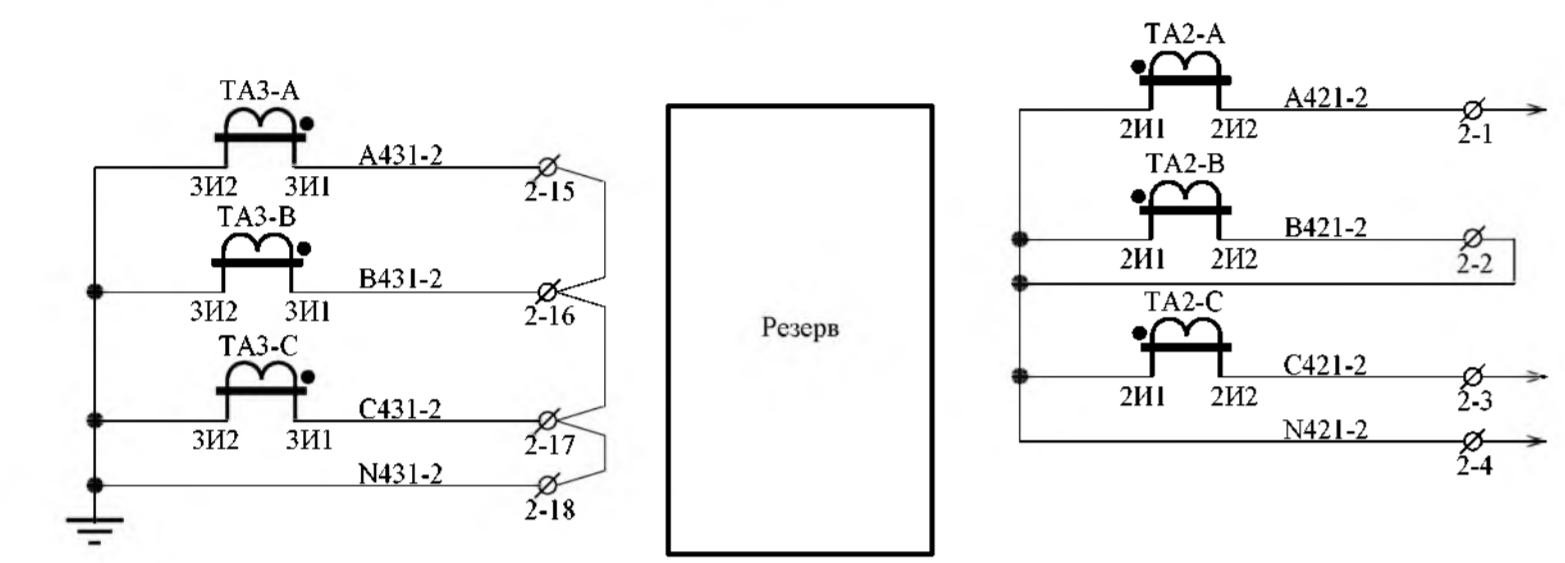 ТА3-А
А431-2
3И2 3И1
2-15
ТА3-В
В431-2
3И2 3И1
2-16
ТА3-С
С431-2
3И2 3И1
2-17
N431-2
2-18
Резерв
ТА2-А
А421-2
2И1 2И2
2-1
ТА2-В
В421-2
2И1 2И2
2-2
ТА2-С
С421-2
2И1 2И2
2-3
N421-2
2-4